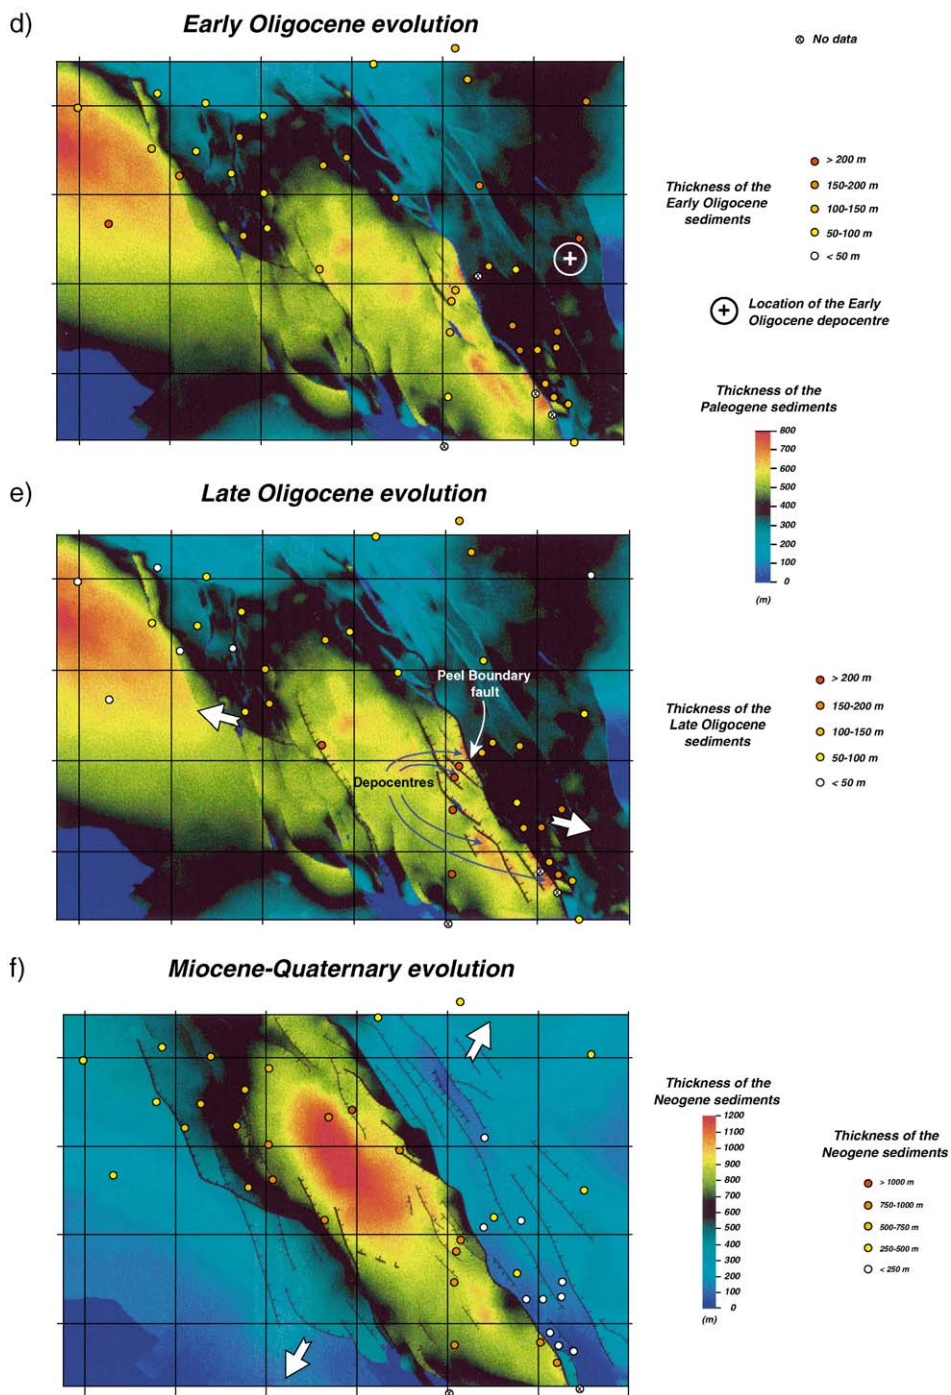 d)
Early Oligocene evolution
No data
Thickness of the
Early Oligocene
sediments
> 200 m
150-200 m
100-150 m
50-100 m
< 50 m
Location of the Early
Oligocene depocentre
Thickness of the
Paleogene sediments
800
700
600
500
400
300
200
100
0
(m)
e)
Late Oligocene evolution
Peel Boundary
fault
Depocentres
Thickness of the
Late Oligocene
sediments
> 200 m
150-200 m
100-150 m
50-100 m
< 50 m
f)
Miocene-Quaternary evolution
Thickness of the
Neogene sediments
1200
1100
1000
900
800
700
600
500
400
300
200
100
0
(m)
Thickness of the
Neogene sediments
> 1000 m
750-1000 m
500-750 m
250-500 m
< 250 m